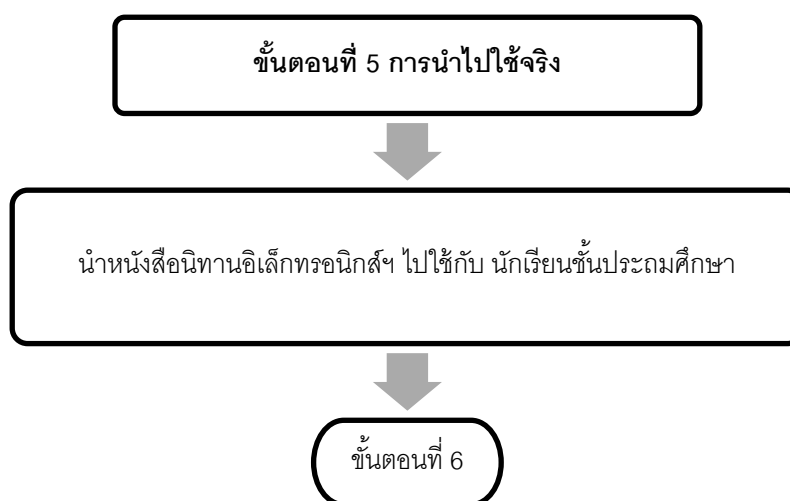 ขั้นตอนที่ 5 การนำไปใช้จริง
นำหนังสือนิทานอิเล็กทรอนิกส์ฯ ไปใช้กับ นักเรียนชั้นประถมศึกษา
ขั้นตอนที่ 6